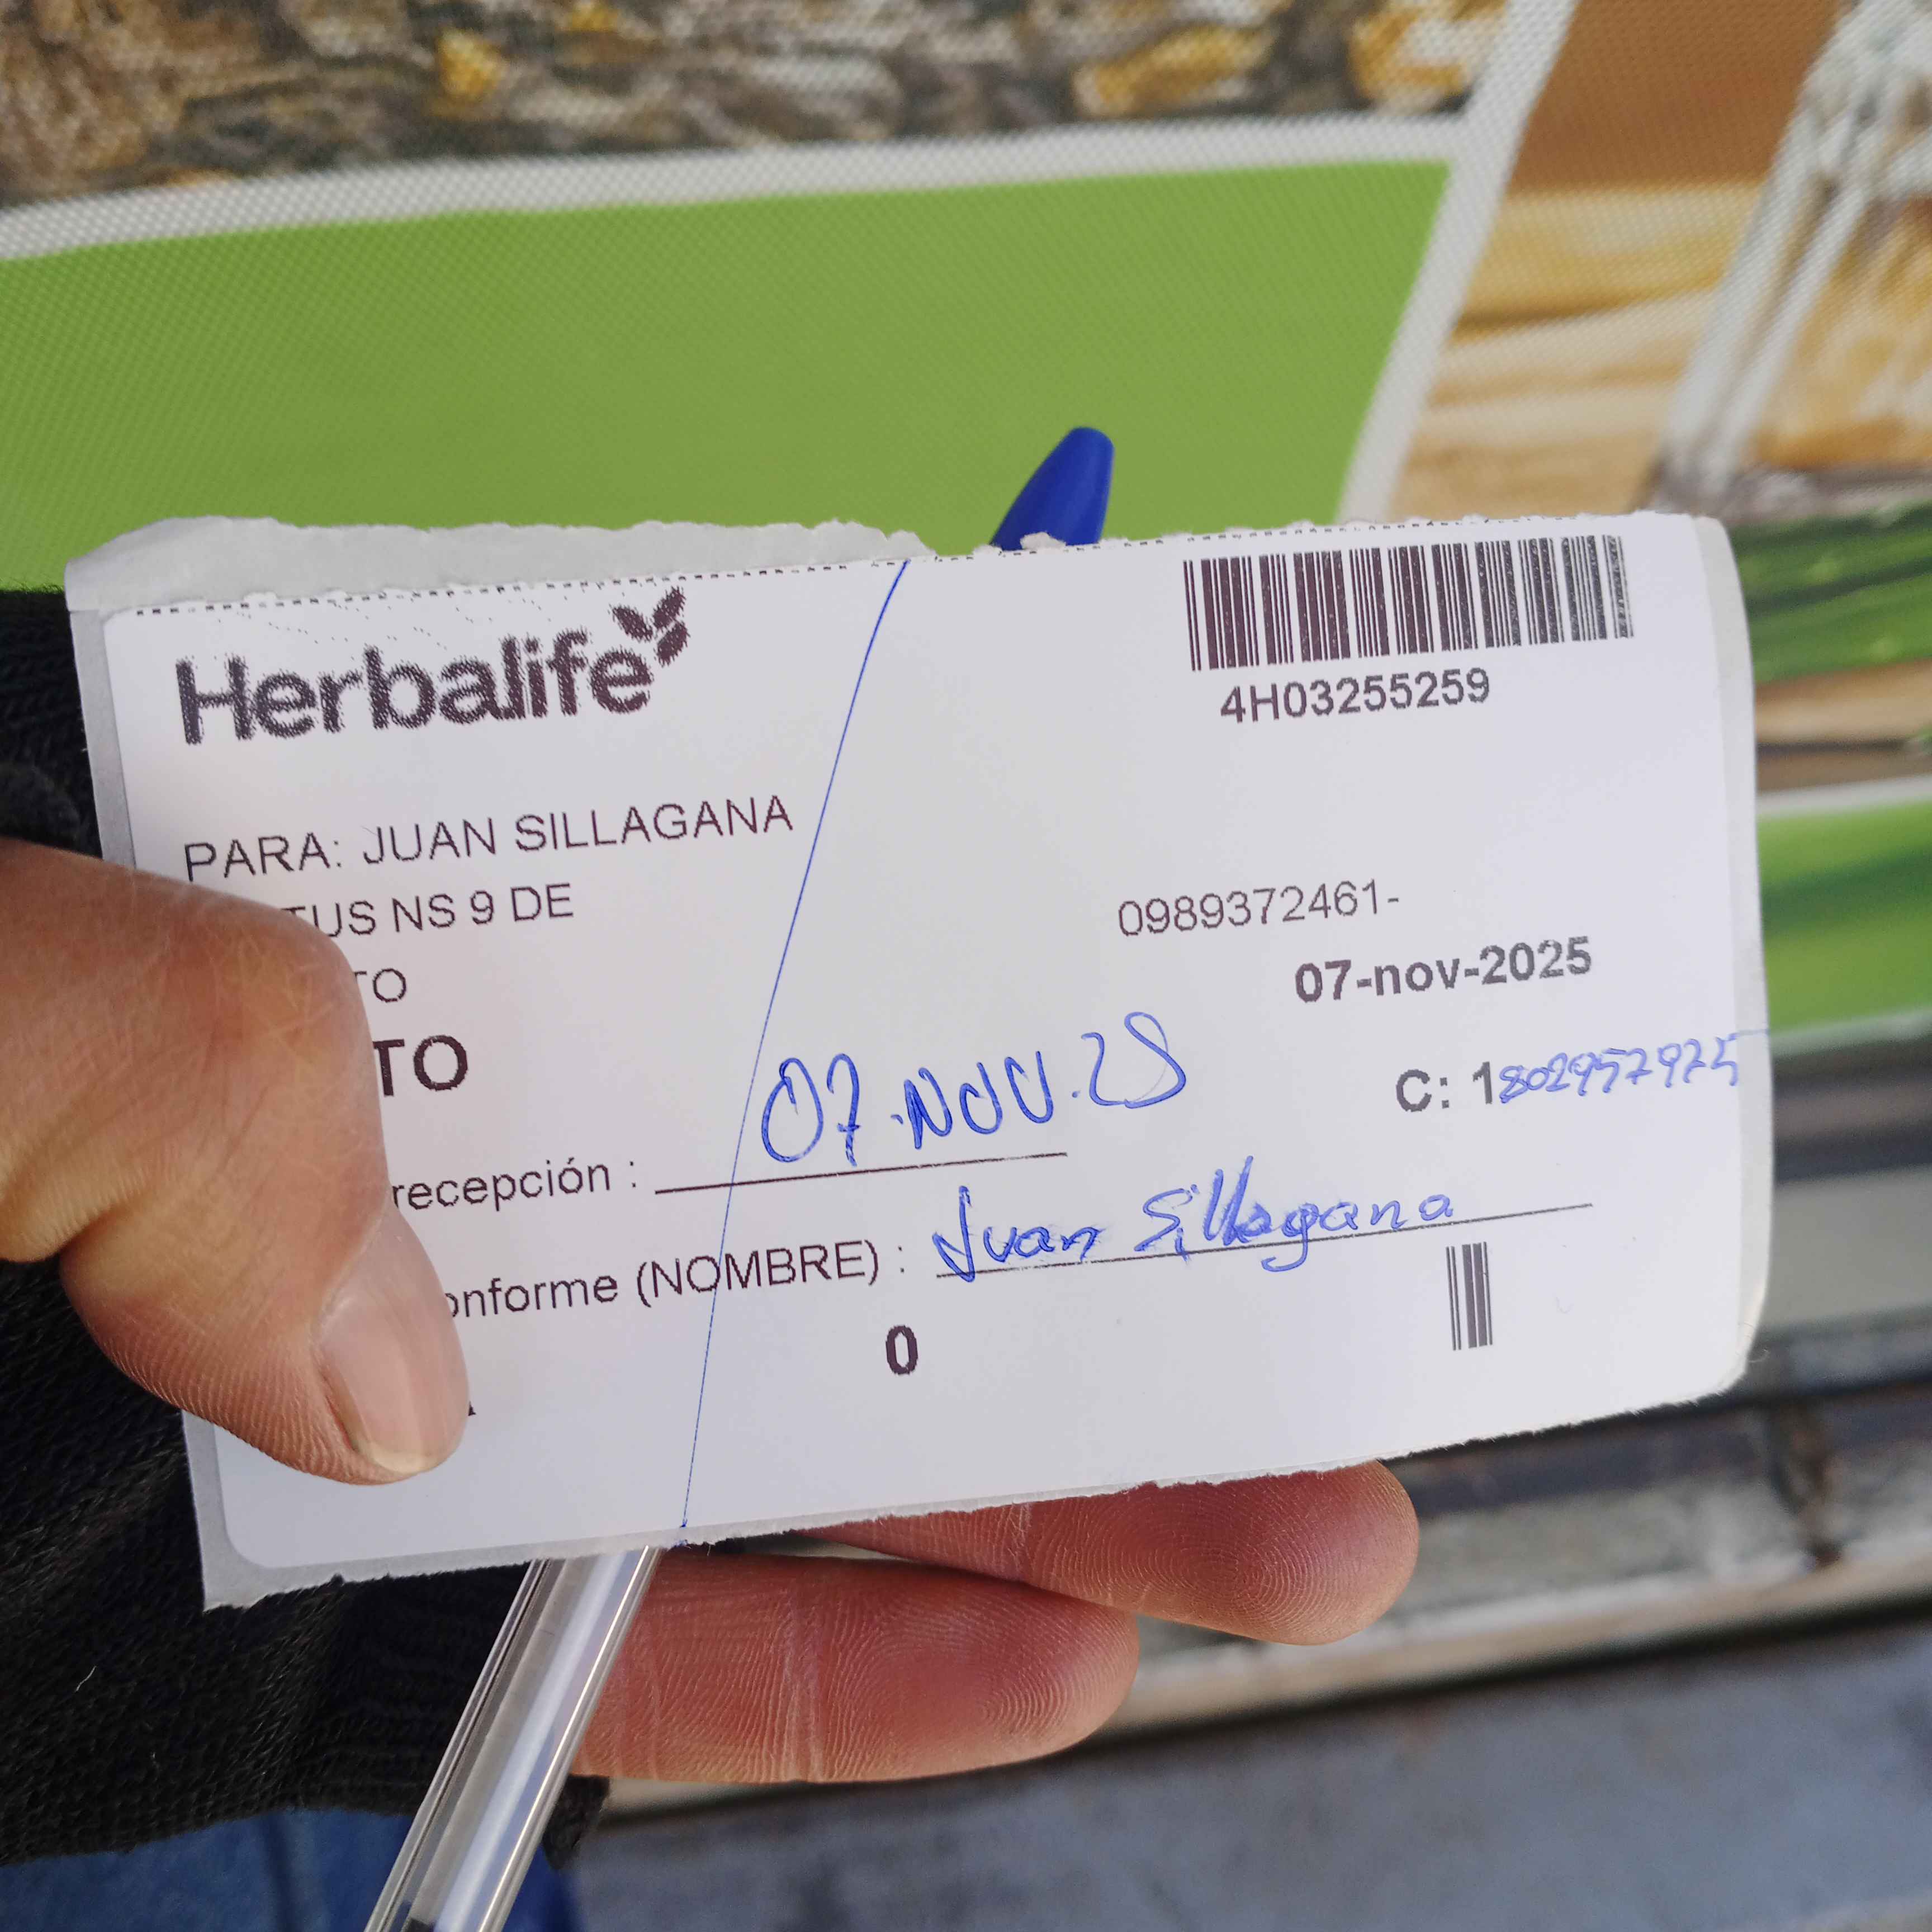 Herbalife
4H03255259
PARA: JUAN SILLAGANA
TUS NS 9 DE
0989372461-
TO
07-nov-2025
TO
C: 1802957975
recepción : 07.NOV.25
onforme (NOMBRE) : Juan Sillagana
0